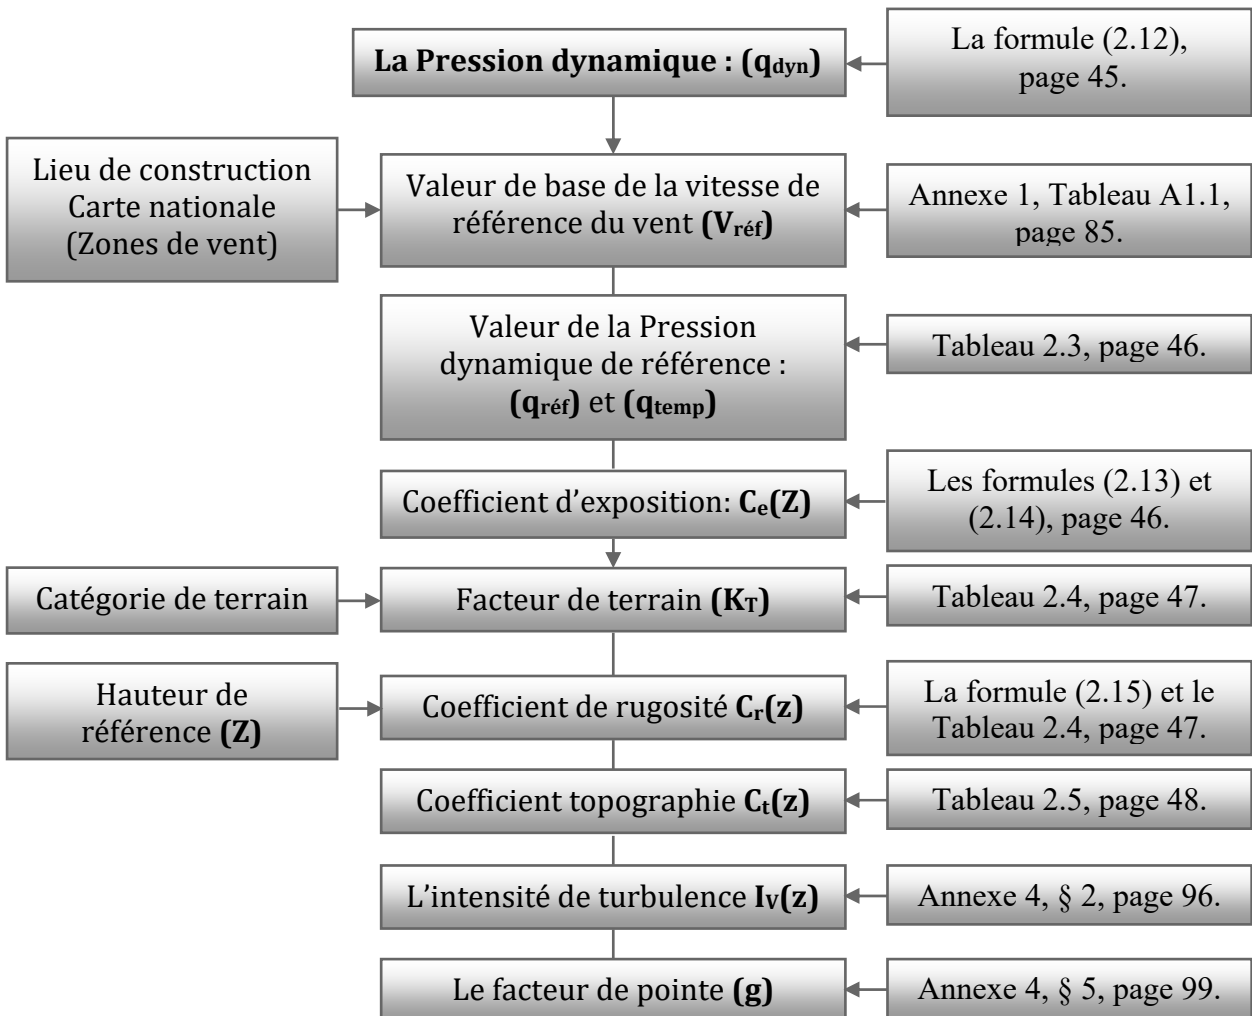 La Pression dynamique : (qdyn)
La formule (2.12),
page 45.
Lieu de construction
Carte nationale
(Zones de vent)
Valeur de base de la vitesse de
référence du vent (Vréf)
Annexe 1, Tableau A1.1,
page 85.
Valeur de la Pression
dynamique de référence :
(qréf) et (qtemp)
Tableau 2.3, page 46.
Coefficient d’exposition: Ce(Z)
Les formules (2.13) et
(2.14), page 46.
Catégorie de terrain
Facteur de terrain (KT)
Tableau 2.4, page 47.
Hauteur de
référence (Z)
Coefficient de rugosité Cr(z)
La formule (2.15) et le
Tableau 2.4, page 47.
Coefficient topographie Ct(z)
Tableau 2.5, page 48.
L’intensité de turbulence IV(z)
Annexe 4, § 2, page 96.
Le facteur de pointe (g)
Annexe 4, § 5, page 99.